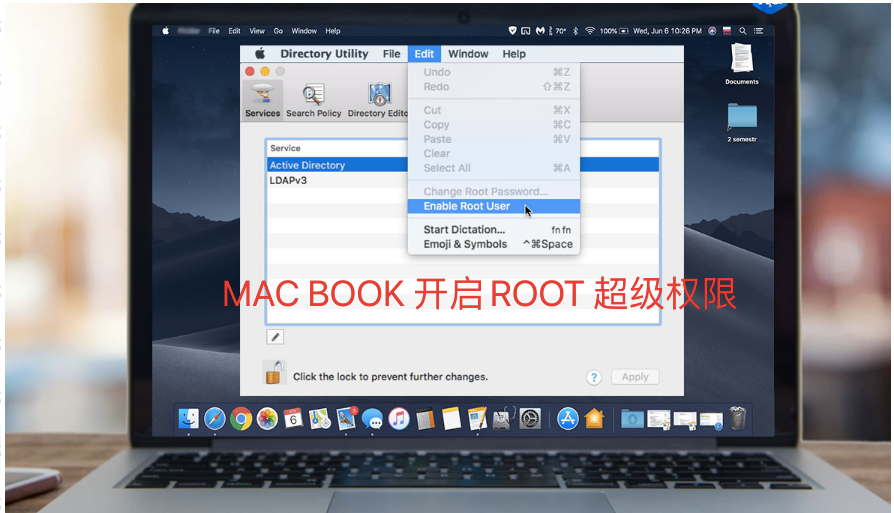 File Edit View Go Window Help
70° 100% Wed, Jun 6 10:26 PM
Directory Utility File Edit Window Help
Undo ⌘Z
Redo ⇧⌘Z
Cut ⌘X
Copy ⌘C
Paste ⌘V
Clear
Select All ⌘A
Change Root Password...
Enable Root User
Start Dictation... fn fn
Emoji & Symbols ^⌘Space
Services Search Policy Directory Edito
Service
Active Directory
LDAPv3
MAC BOOK 开启ROOT 超级权限
Click the lock to prevent further changes.
? Apply
Documents
2 semestr
6
3